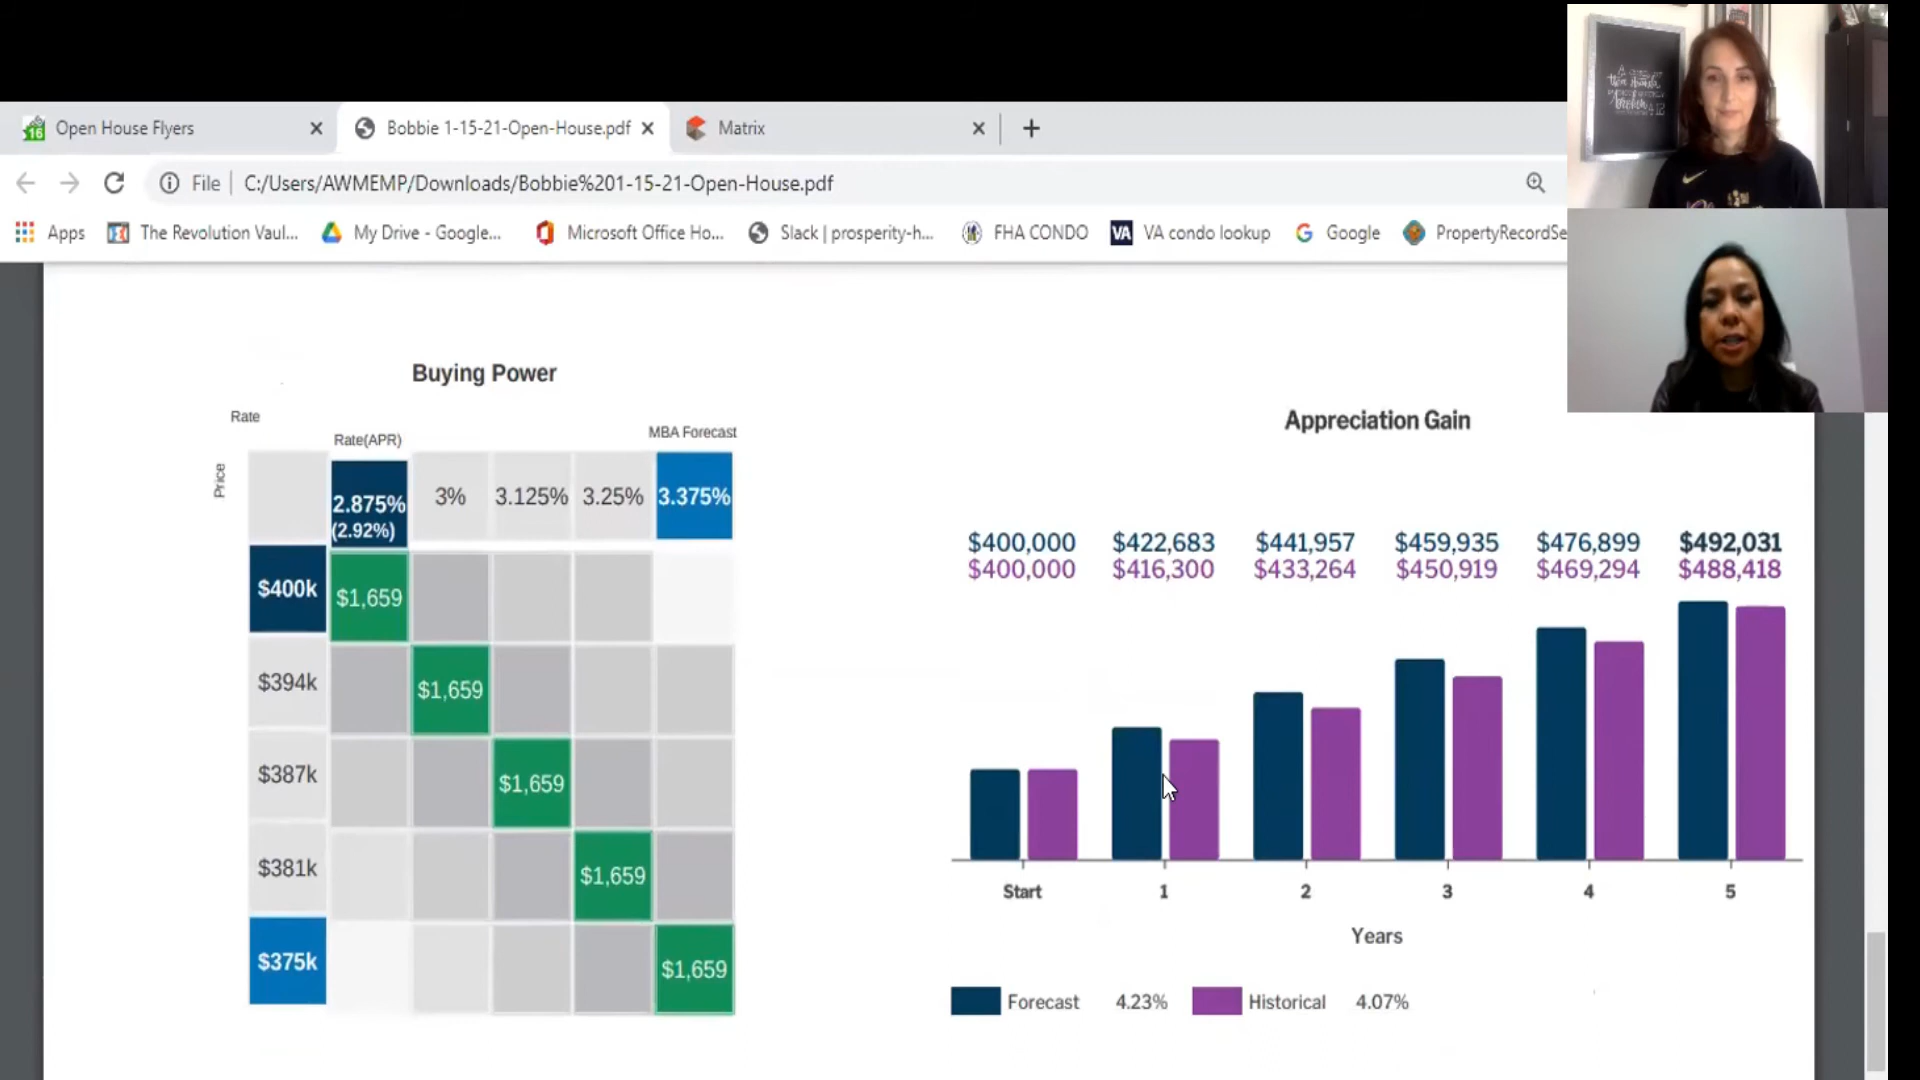 Open House Flyers
Bobbie 1-15-21-Open-House.pdf
Matrix
16
File
C:/Users/AWMEMP/Downloads/Bobbie%201-15-21-Open-House.pdf
Apps
The Revolution Vaul...
My Drive - Google...
Microsoft Office Ho...
Slack | prosperity-h...
FHA CONDO
VA
VA condo lookup
Google
PropertyRecordSe
Buying Power
Rate
Rate(APR)
MBA Forecast
Price
2.875%
(2.92%)
3%
3.125%
3.25%
3.375%
$400k
$1,659
$394k
$1,659
$387k
$1,659
$381k
$1,659
$375k
$1,659
Appreciation Gain
$400,000 $422,683 $441,957 $459,935 $476,899 $492,031
$400,000 $416,300 $433,264 $450,919 $469,294 $488,418
Start 1 2 3 4 5
Years
Forecast 4.23% Historical 4.07%